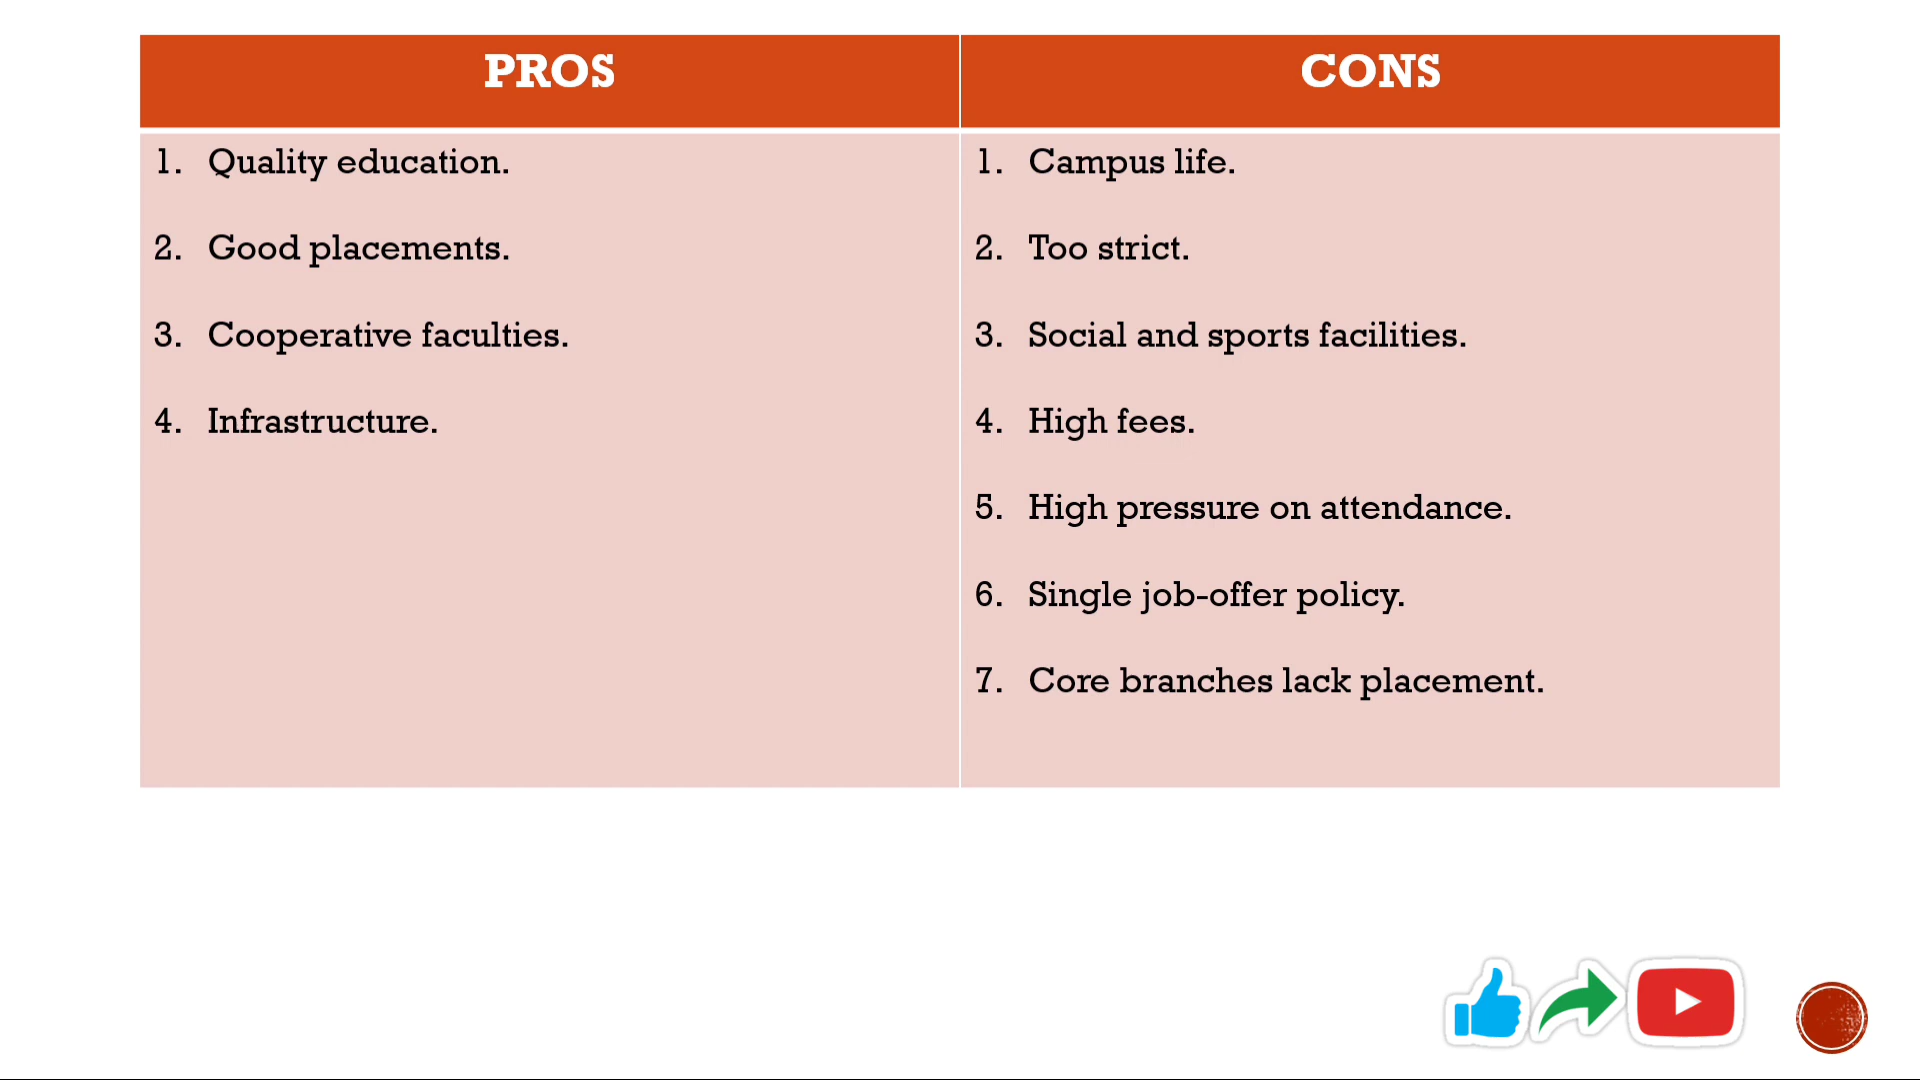 PROS
1. Quality education.
2. Good placements.
3. Cooperative faculties.
4. Infrastructure.
CONS
1. Campus life.
2. Too strict.
3. Social and sports facilities.
4. High fees.
5. High pressure on attendance.
6. Single job-offer policy.
7. Core branches lack placement.